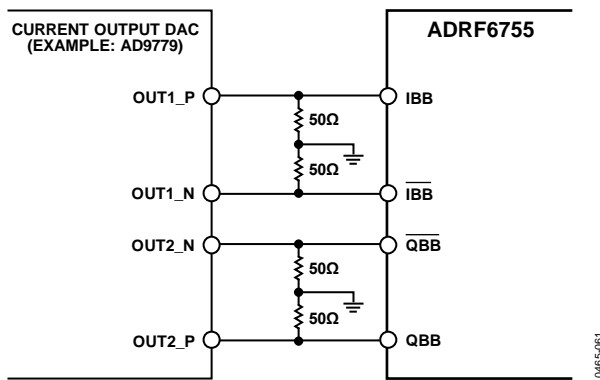 CURRENT OUTPUT DAC
(EXAMPLE: AD9779)
ADRF6755
OUT1_P
IBB
50Ω
50Ω
OUT1_N
IBB
OUT2_N
QBB
50Ω
50Ω
OUT2_P
QBB
0465-061